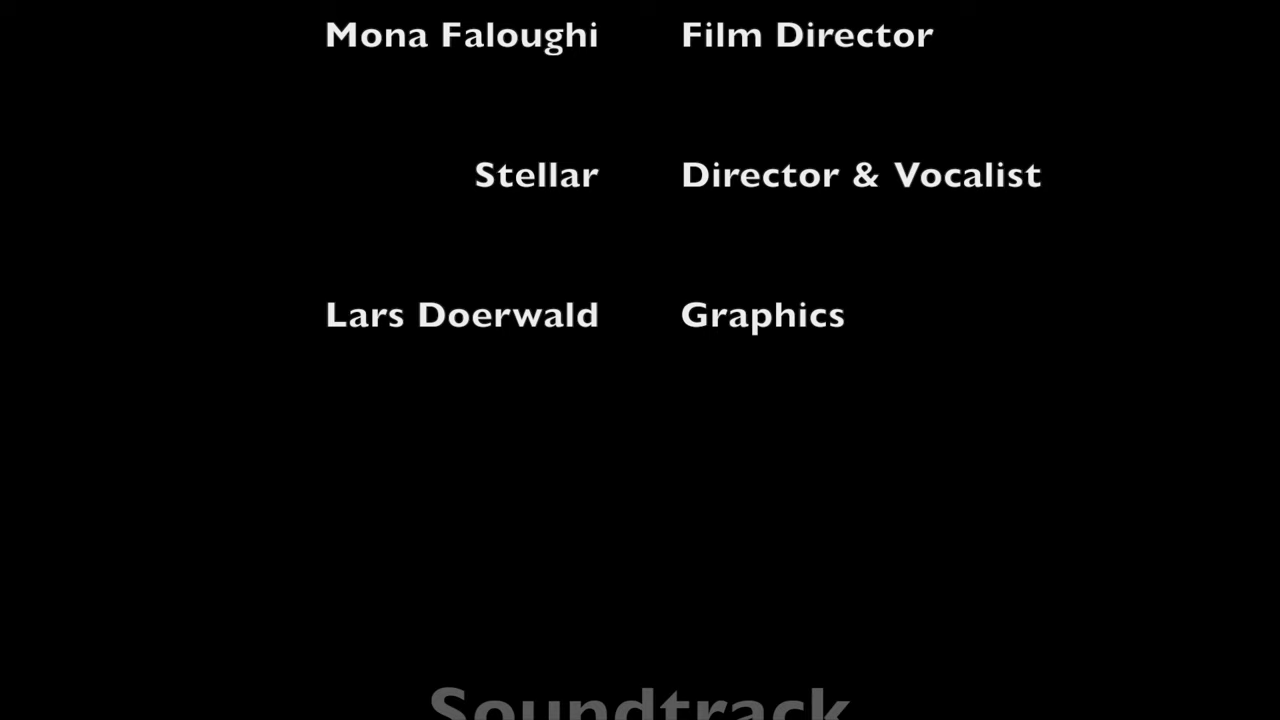 Mona Faloughi Film Director
Stellar Director & Vocalist
Lars Doerwald Graphics
Soundtrack